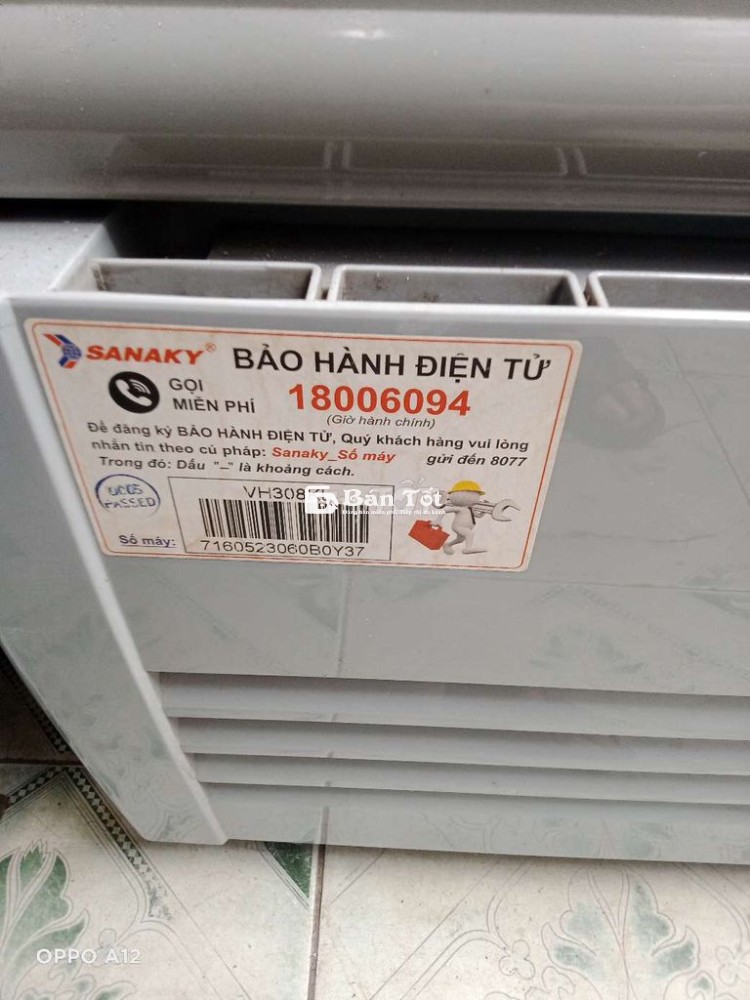 SANAKY® BẢO HÀNH ĐIỆN TỬ
GỌI
MIỄN PHÍ
18006094
(Giờ hành chính)
Để đăng ký BẢO HÀNH ĐIỆN TỬ, Quý khách hàng vui lòng
nhắn tin theo cú pháp: Sanaky_Số máy gửi đến 8077
Trong đó: Dấu "_" là khoảng cách.
PASSED
Bán Tốt
Số máy: 7160523060B0Y37
OPPO A12